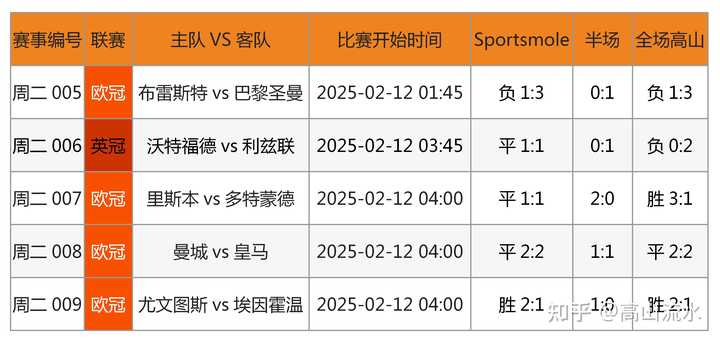 赛事编号 联赛 主队 VS 客队 比赛开始时间 Sportsmole 半场 全场高山
周二 005 欧冠 布雷斯特 vs 巴黎圣曼 2025-02-12 01:45 负 1:3 0:1 负 1:3
周二 006 英冠 沃特福德 vs 利兹联 2025-02-12 03:45 平 1:1 0:1 负 0:2
周二 007 欧冠 里斯本 vs 多特蒙德 2025-02-12 04:00 平 1:1 2:0 胜 3:1
周二 008 欧冠 曼城 vs 皇马 2025-02-12 04:00 平 2:2 1:1 平 2:2
周二 009 欧冠 尤文图斯 vs 埃因霍温 2025-02-12 04:00 胜 2:1 1:0 胜 2:1
知乎 @高山流水